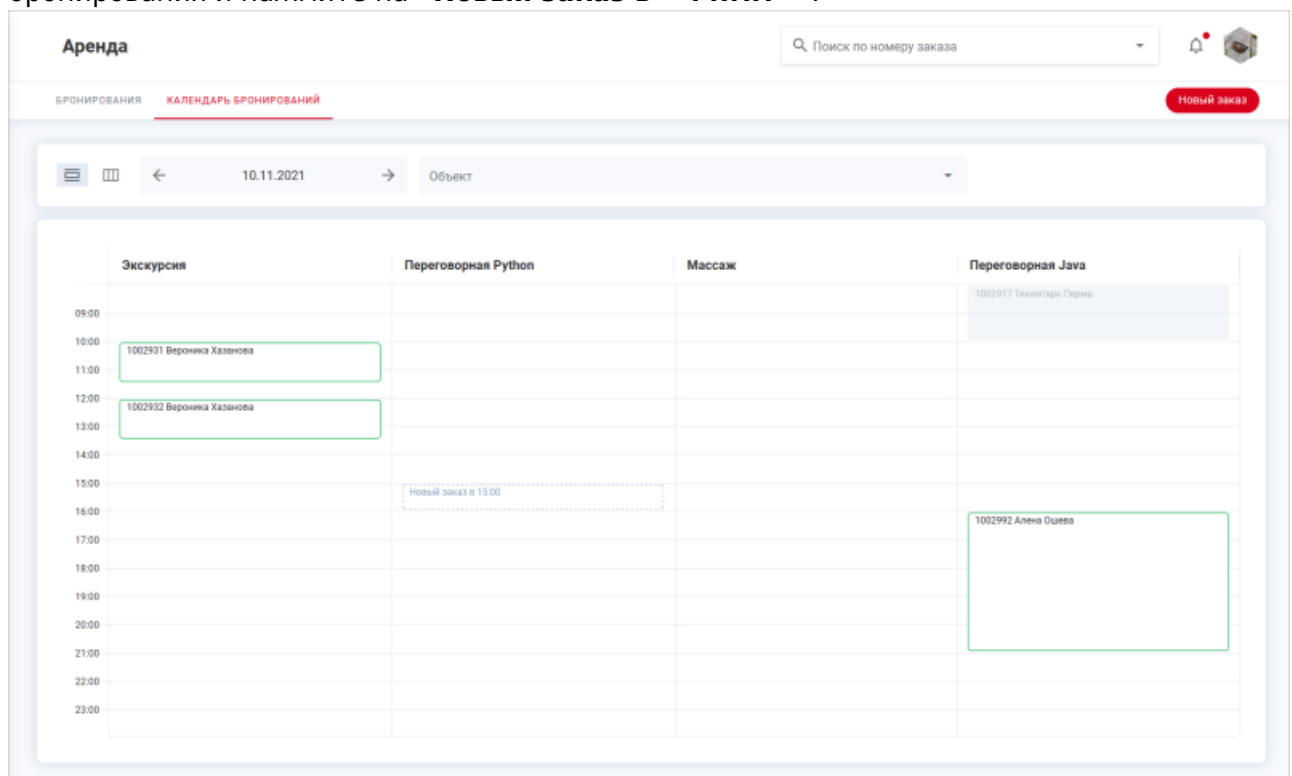 Аренда
Поиск по номеру заказа
БРОНИРОВАНИЯ КАЛЕНДАРЬ БРОНИРОВАНИЙ Новый заказ
10.11.2021 Объект
Экскурсия Переговорная Python Массаж Переговорная Java
1002917 Технопарк Пермь
09:00
10:00
1002931 Вероника Хазанова
11:00
12:00
1002932 Вероника Хазанова
13:00
14:00
15:00
Новый заказ в 15:00
16:00
1002992 Алена Ошева
17:00
18:00
19:00
20:00
21:00
22:00
23:00